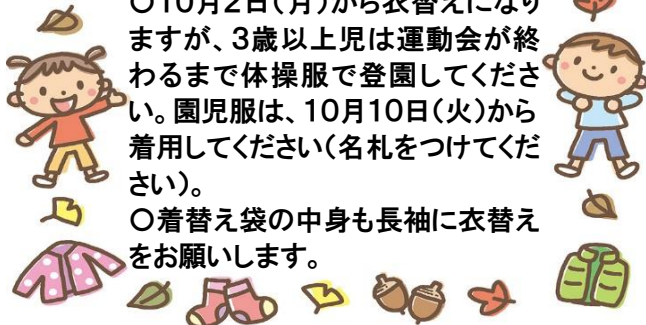 〇10月2日(月)から衣替えになり
ますが、3歳以上児は運動会が終
わるまで体操服で登園してくださ
い。園児服は、10月10日(火)から
着用してください(名札をつけてくだ
さい)。
〇着替え袋の中身も長袖に衣替え
をお願いします。